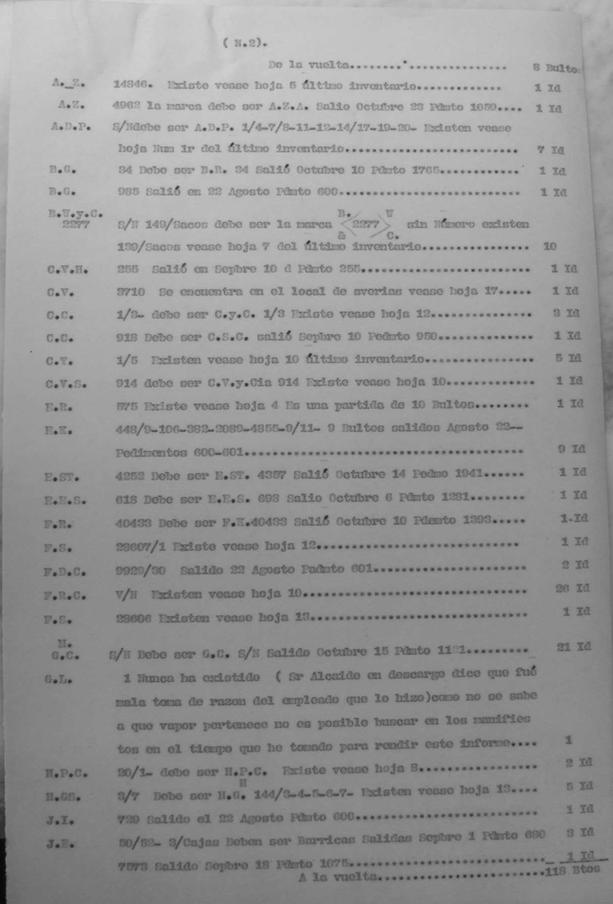 ( N.2).
De la vuelta................... 8 Bultos
A. Z. 14846. Existe vease hoja 5 último inventario............. 1 Id
A.Z. 4962 la marca debe ser A.Z.A. Salio Octubre 23 Pdmto 1659.... 1 Id
A.D.P. S/Ndebe ser A.B.P. 1/4-7/8-11-12-14/17-19-20- Existen vease
hoja Num 1r del último inventario.......................... 7 Id
B.G. 34 Debe ser B.R. 34 Salió Octubre 10 Pdmto 1765............ 1 Id
B.G. 985 Salió en 22 Agosto Pdmto 600.......................... 1 Id
B.U.y.C. B. U
2277 S/N 149/Sacos debe ser la marca 2277 sin Número existen
& C.
139/Sacos vease hoja 7 del último inventario................ 10
C.V.H. 255 Salió en Sepbre 10 d Pdmto 255......................... 1 Id
C.V. 3710 Se encuentra en el local de averias vease hoja 17..... 1 Id
C.C. 1/3- debe ser C.y.C. 1/3 Existe vease hoja 12............... 3 Id
C.C. 918 Debe ser C.S.C. salió Sepbre 10 Pedmto 950.............. 1 Id
C.T. 1/5 Existen vease hoja 10 último inventario................ 5 Id
C.V.S. 914 debe ser C.V.y.Cia 914 Existe vease hoja 10............. 1 Id
E.R. 575 Existe vease hoja 4 Es una partida de 10 Bultos........ 1 Id
E.K. 448/9-106-382-2089-4855-9/11- 9 Bultos salidos Agosto 22--
Pedimentos 600-601......................................... 9 Id
E.ST. 4252 Debe ser E.ST. 4357 Salió Octubre 14 Pedmo 1941....... 1 Id
E.E.S. 618 Debe ser E.E.S. 698 Salio Octubre 6 Pdmto 1281........ 1 Id
F.R. 40433 Debe ser F.K.40433 Salió Octubre 10 Pdemto 1393..... 1.Id
F.S. 28607/1 Existe vease hoja 12.............................. 1 Id
F.D.C. 9929/30 Salido 22 Agosto Padmto 601..................... 2 Id
F.R.C. V/N Existen vease hoja 10................................ 26 Id
F.S. 28606 Existen vease hoja 13............................... 1 Id
M.
G.C. S/N Debe ser G.C. S/N Salido Octubre 15 Pdmto 1121......... 21 Id
G.L. 1 Nunca ha existido ( Sr Alcaide en descargo dice que fué
mala toma de razon del empleado que lo hizo)como no se sabe
a que vapor pertenece no es posible buscar en los manifies
tos en el tiempo que he tomado para rendir este informe.... 1
H.P.C. 20/1- debe ser H.P.C. Existe vease hoja 8.................. 2 Id
H
H.GS. 3/7 Debe ser H.G. 144/3-4-5-6-7- Existen vease hoja 13.... 5 Id
J.I. 729 Salido el 22 Agosto Pdmto 600......................... 1 Id
J.E. 50/52- 3/Cajas Deben ser Barricas Salidas Sepbre 1 Pdmto 680 3 Id
7573 Salido Sepbre 18 Pdmto 1075............................. 1 Id
A la vuelta.........................118 Btos